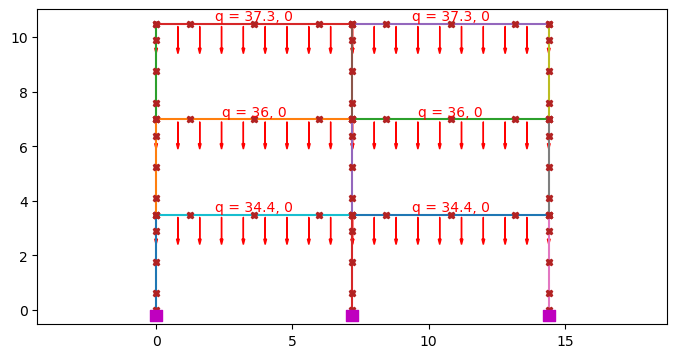 10
8
6
4
2
0
q = 37.3, 0 q = 37.3, 0
q = 36, 0 q = 36, 0
q = 34.4, 0 q = 34.4, 0
0 5 10 15